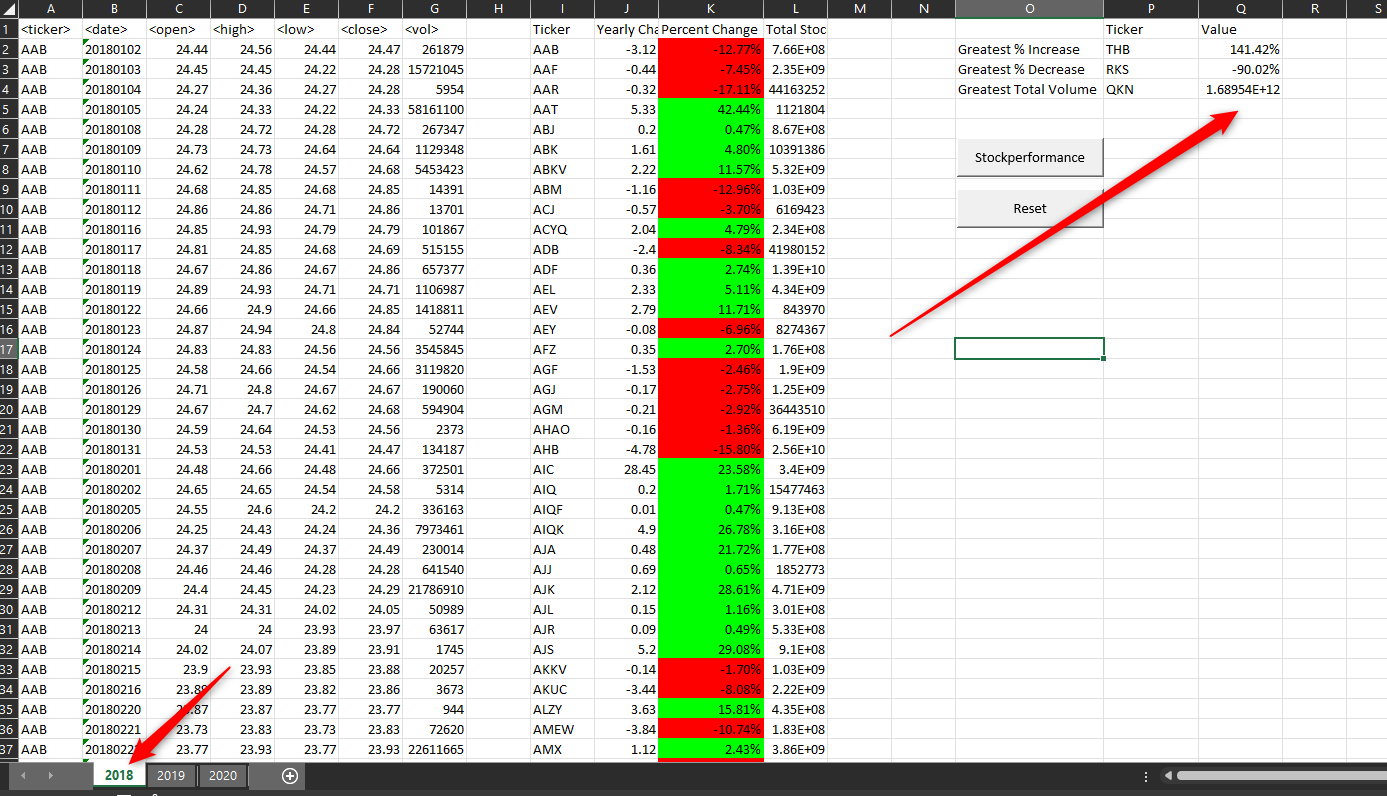 A B C D E F G H I J K L M N O P Q R S
1 <ticker> <date> <open> <high> <low> <close> <vol> Ticker Yearly Cha Percent Change Total Stoc Ticker Value
2 AAB 20180102 24.44 24.56 24.44 24.47 261879 AAB -3.12 -12.77% 7.66E+08 Greatest % Increase THB 141.42%
3 AAB 20180103 24.45 24.45 24.22 24.28 15721045 AAF -0.44 -7.45% 2.35E+09 Greatest % Decrease RKS -90.02%
4 AAB 20180104 24.27 24.36 24.27 24.28 5954 AAR -0.32 -17.11% 44163252 Greatest Total Volume QKN 1.68954E+12
5 AAB 20180105 24.24 24.33 24.22 24.33 58161100 AAT 5.33 42.44% 1121804
6 AAB 20180108 24.28 24.72 24.28 24.72 267347 ABJ 0.2 0.47% 8.67E+08
7 AAB 20180109 24.73 24.73 24.64 24.64 1129348 ABK 1.61 4.80% 10391386 Stockperformance
8 AAB 20180110 24.62 24.78 24.57 24.68 5453423 ABKV 2.22 11.57% 5.32E+09
9 AAB 20180111 24.68 24.85 24.68 24.85 14391 ABM -1.16 -12.96% 1.03E+09
10 AAB 20180112 24.86 24.86 24.71 24.86 13701 ACJ -0.57 -3.70% 6169423 Reset
11 AAB 20180116 24.85 24.93 24.79 24.79 101867 ACYQ 2.04 4.79% 2.34E+08
12 AAB 20180117 24.81 24.85 24.68 24.69 515155 ADB -2.4 -8.34% 41980152
13 AAB 20180118 24.67 24.86 24.67 24.86 657377 ADF 0.36 2.74% 1.39E+10
14 AAB 20180119 24.89 24.93 24.71 24.71 1106987 AEL 2.33 5.11% 4.34E+09
15 AAB 20180122 24.66 24.9 24.66 24.85 1418811 AEV 2.79 11.71% 843970
16 AAB 20180123 24.87 24.94 24.8 24.84 52744 AEY -0.08 -6.96% 8274367
17 AAB 20180124 24.83 24.83 24.56 24.56 3545845 AFZ 0.35 2.70% 1.76E+08
18 AAB 20180125 24.58 24.66 24.54 24.66 3119820 AGF -1.53 -2.46% 1.9E+09
19 AAB 20180126 24.71 24.8 24.67 24.67 190060 AGJ -0.17 -2.75% 1.25E+09
20 AAB 20180129 24.67 24.7 24.62 24.68 594904 AGM -0.21 -2.92% 36443510
21 AAB 20180130 24.59 24.64 24.53 24.56 2373 AHAO -0.16 -1.36% 6.19E+09
22 AAB 20180131 24.53 24.53 24.41 24.47 134187 AHB -4.78 -15.80% 2.56E+10
23 AAB 20180201 24.48 24.66 24.48 24.66 372501 AIC 28.45 23.58% 3.4E+09
24 AAB 20180202 24.65 24.65 24.54 24.58 5314 AIQ 0.2 1.71% 15477463
25 AAB 20180205 24.55 24.6 24.2 24.2 336163 AIQF 0.01 0.47% 9.13E+08
26 AAB 20180206 24.25 24.43 24.24 24.36 7973461 AIQK 4.9 26.78% 3.16E+08
27 AAB 20180207 24.37 24.49 24.37 24.49 230014 AJA 0.48 21.72% 1.77E+08
28 AAB 20180208 24.46 24.46 24.28 24.28 641540 AJJ 0.69 0.65% 1852773
29 AAB 20180209 24.4 24.45 24.23 24.29 21786910 AJK 2.12 28.61% 4.71E+09
30 AAB 20180212 24.31 24.31 24.02 24.05 50989 AJL 0.15 1.16% 3.01E+08
31 AAB 20180213 24 24 23.93 23.97 63617 AJR 0.09 0.49% 5.33E+08
32 AAB 20180214 24.02 24.07 23.89 23.91 1745 AJS 5.2 29.08% 9.1E+08
33 AAB 20180215 23.9 23.93 23.85 23.88 20257 AKKV -0.14 -1.70% 1.03E+09
34 AAB 20180216 23.89 23.89 23.82 23.86 3673 AKUC -3.44 -8.08% 2.22E+09
35 AAB 20180220 23.87 23.87 23.77 23.77 944 ALZY 3.63 15.81% 4.35E+08
36 AAB 20180221 23.73 23.83 23.73 23.83 72620 AMEW -3.84 -10.74% 1.83E+08
37 AAB 23.77 23.93 23.77 23.93 22611665 AMX 1.12 2.43% 3.86E+09
2018 2019 2020